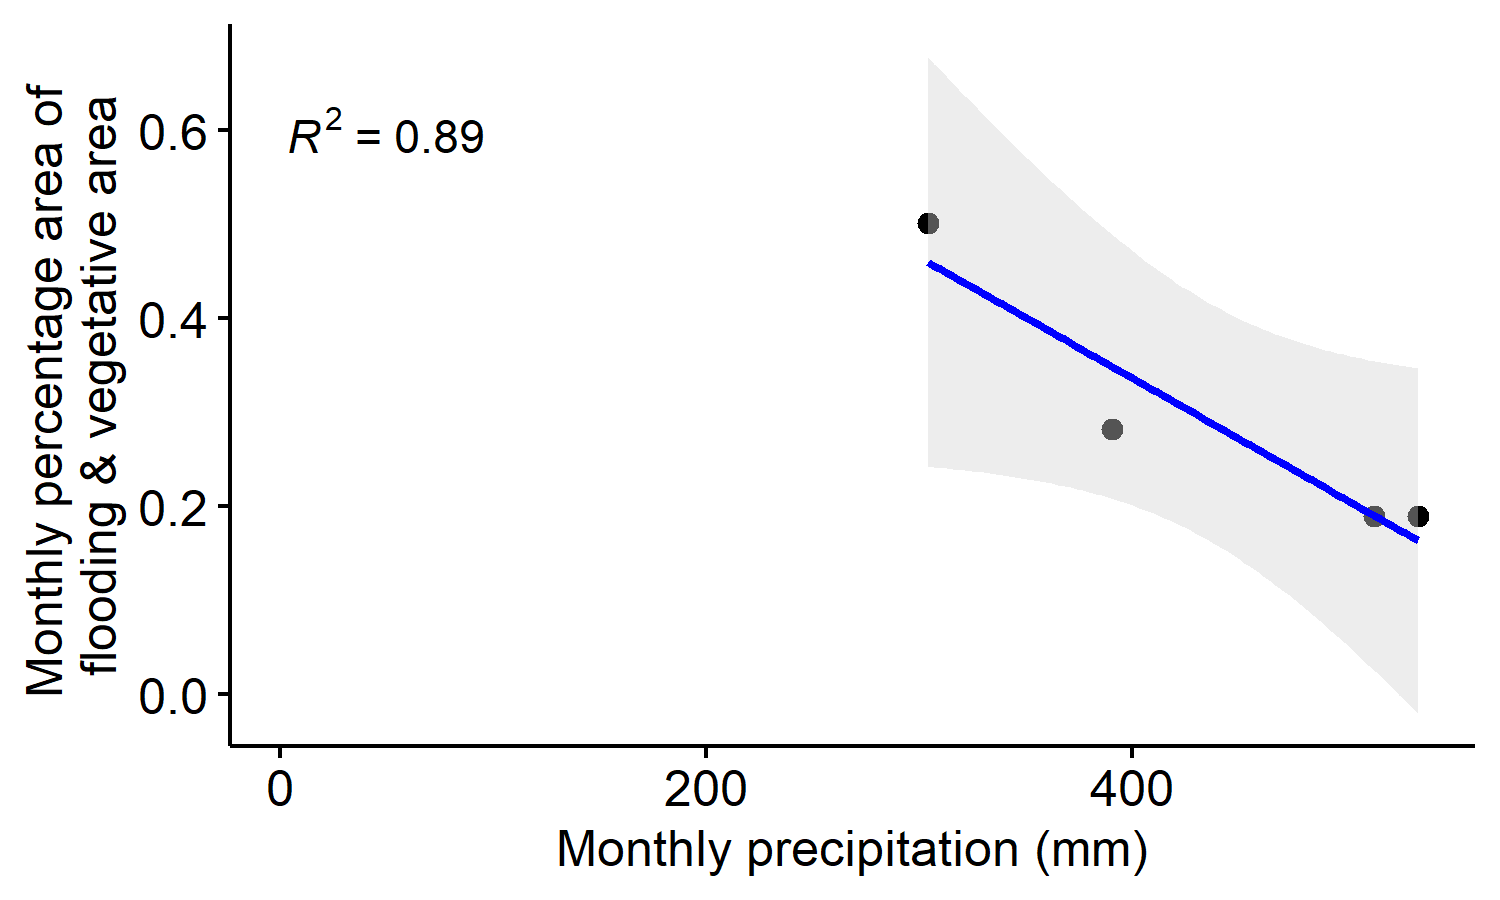 Monthly percentage area of
flooding & vegetative area
0.6
0.4
0.2
0.0
R² = 0.89
0 200 400
Monthly precipitation (mm)